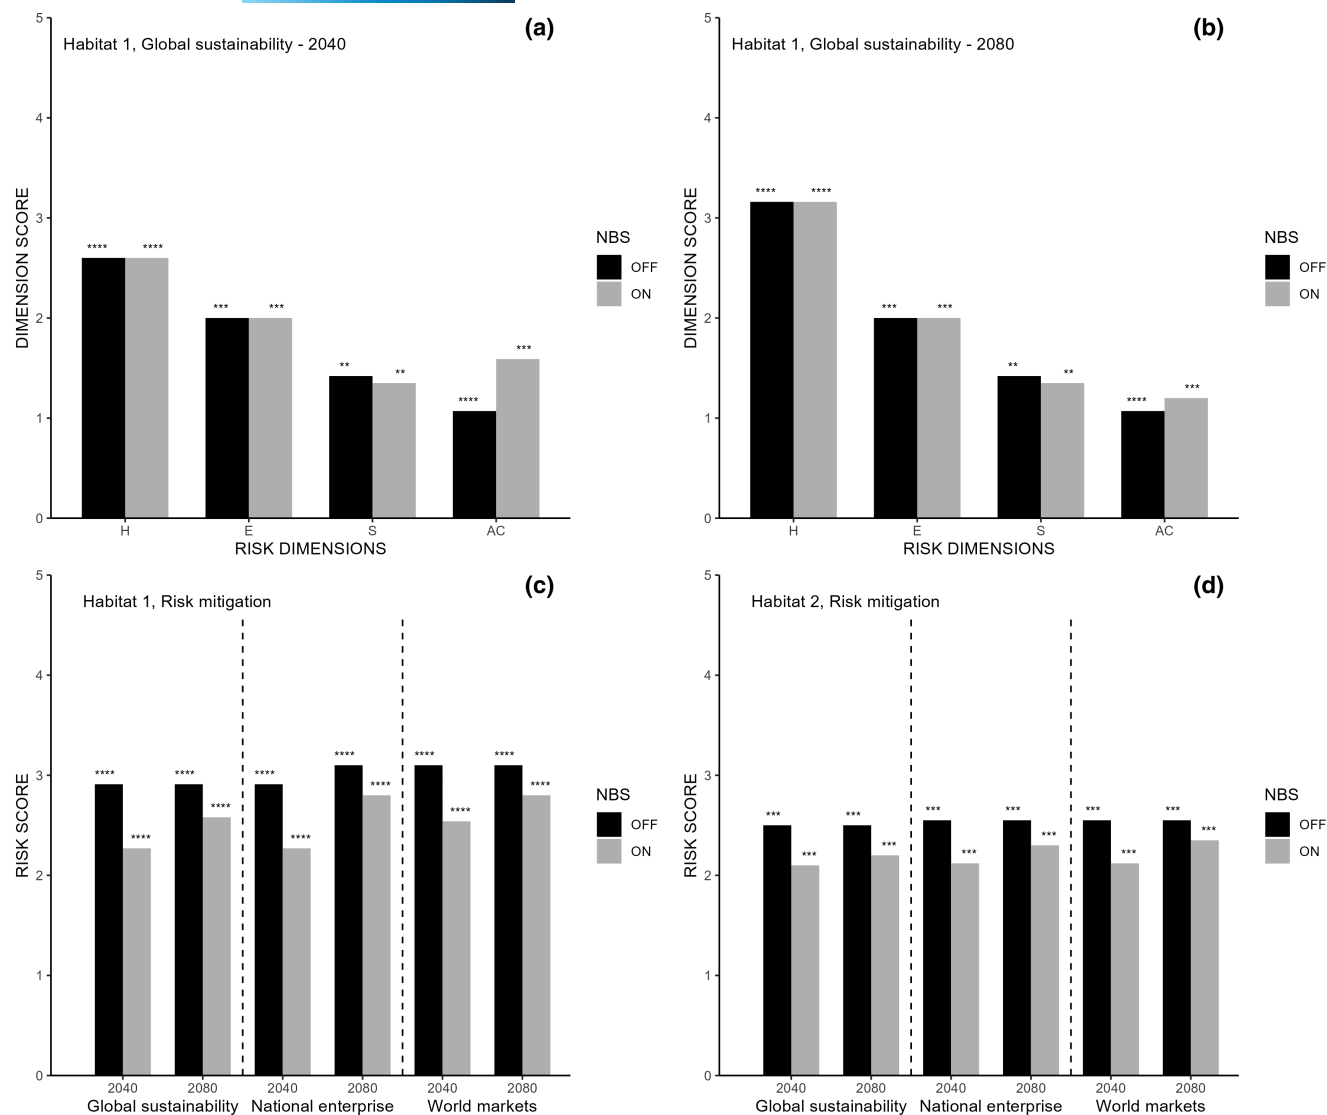 (a)
Habitat 1, Global sustainability - 2040
DIMENSION SCORE
5
4
3
2
1
0
**** **** *** *** ** ** **** ***
H E S AC
RISK DIMENSIONS
NBS
OFF
ON
(b)
Habitat 1, Global sustainability - 2080
DIMENSION SCORE
5
4
3
2
1
0
**** **** *** *** ** ** **** ***
H E S AC
RISK DIMENSIONS
NBS
OFF
ON
(c)
Habitat 1, Risk mitigation
RISK SCORE
5
4
3
2
1
0
**** **** **** **** **** **** **** **** **** **** **** ****
2040 2080 2040 2080 2040 2080
Global sustainability National enterprise World markets
NBS
OFF
ON
(d)
Habitat 2, Risk mitigation
RISK SCORE
5
4
3
2
1
0
*** *** *** *** *** *** *** *** *** *** *** ***
2040 2080 2040 2080 2040 2080
Global sustainability National enterprise World markets
NBS
OFF
ON